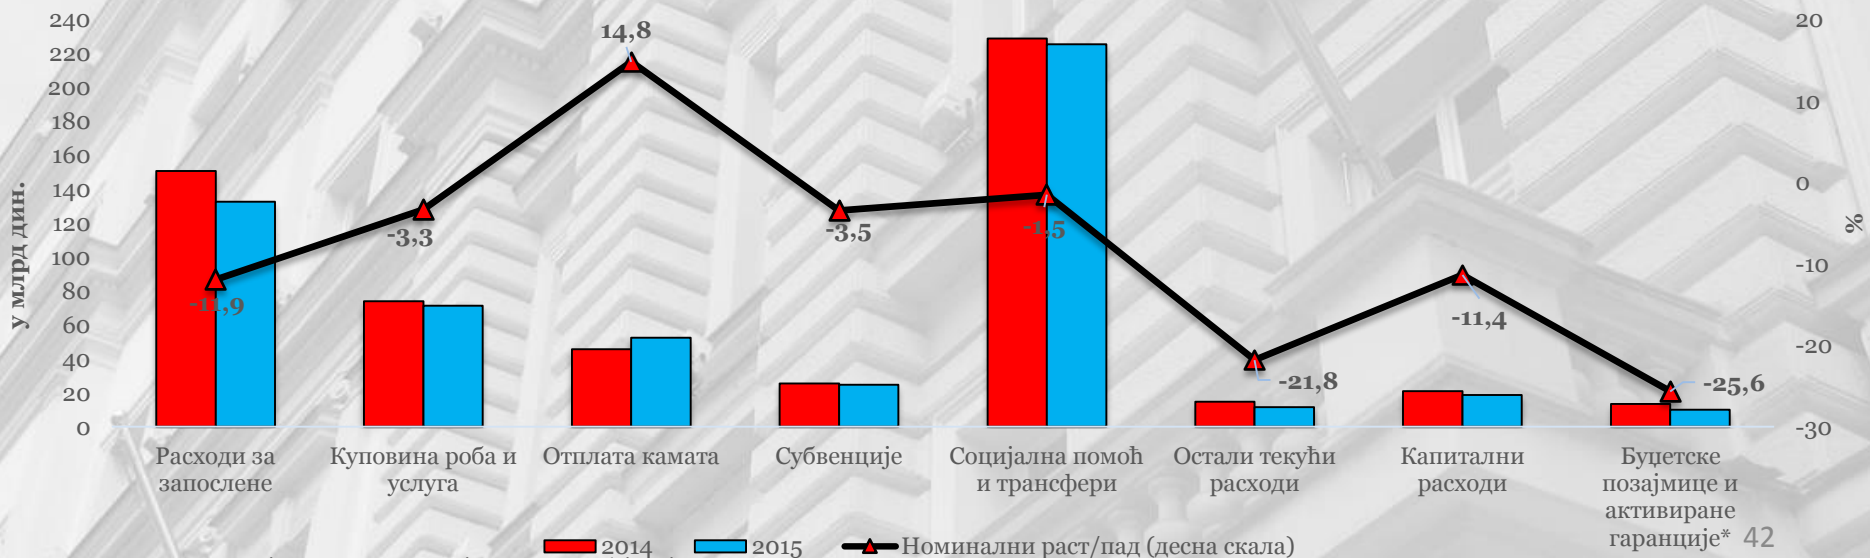 240
220
200
180
160
140
120
100
80
60
40
20
0
у млрд дин.
20
10
0
-10
-20
-30
%
-11,9
-3,3
14,8
-3,5
-1,5
-21,8
-11,4
-25,6
Расходи за
запослене
Куповина роба и
услуга
Отплата камата
Субвенције
Социјална помоћ
и трансфери
Остали текући
расходи
Капитални
расходи
Буџетске
позајмице и
активиране
гаранције*
42
2014
2015
Номинални раст/пад (десна скала)